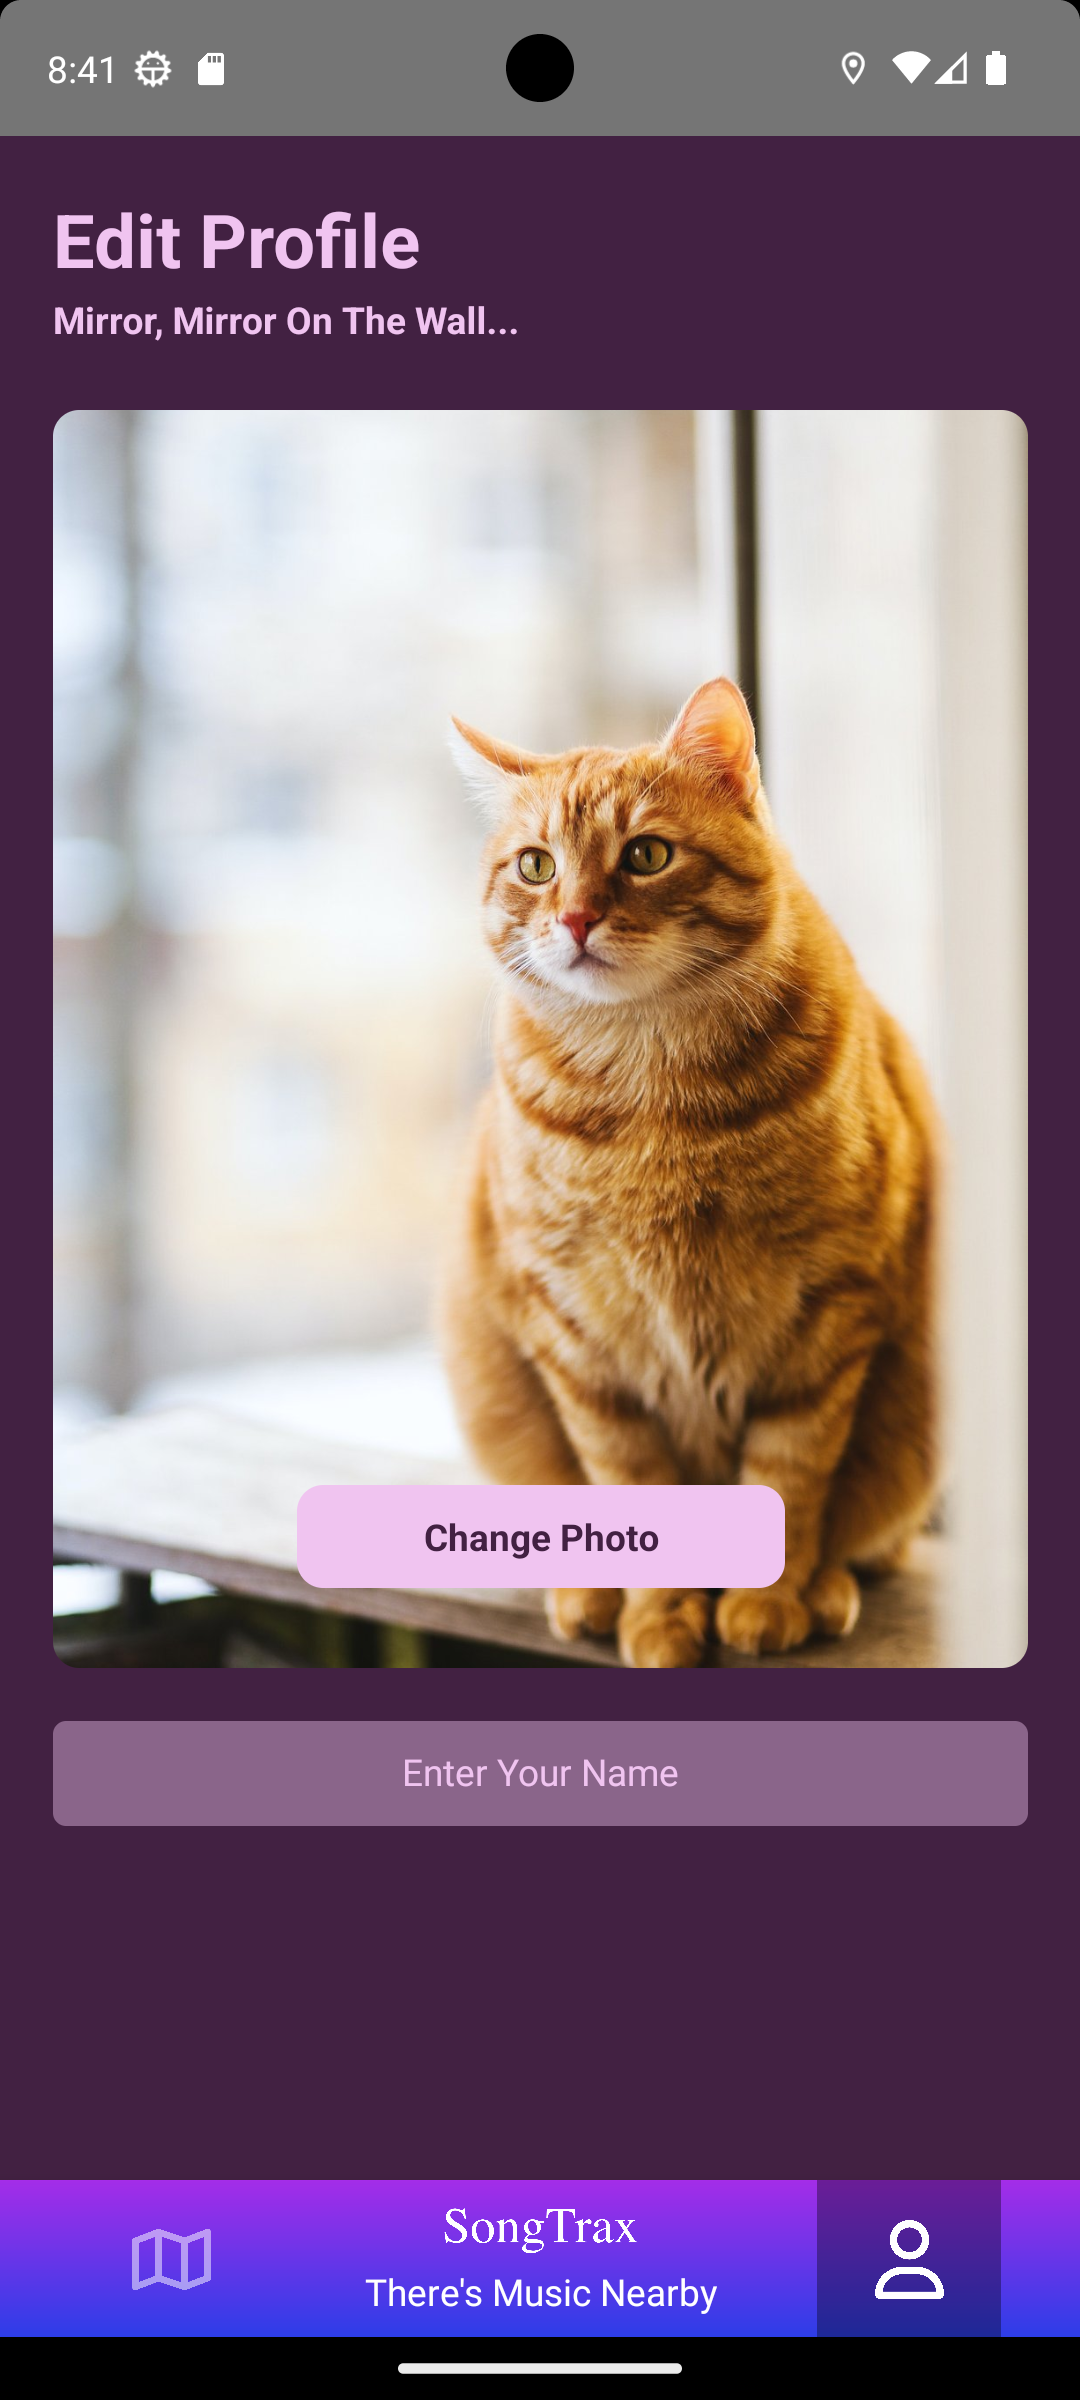 8:41
Edit Profile
Mirror, Mirror On The Wall...
Change Photo
Enter Your Name
SongTrax
There's Music Nearby